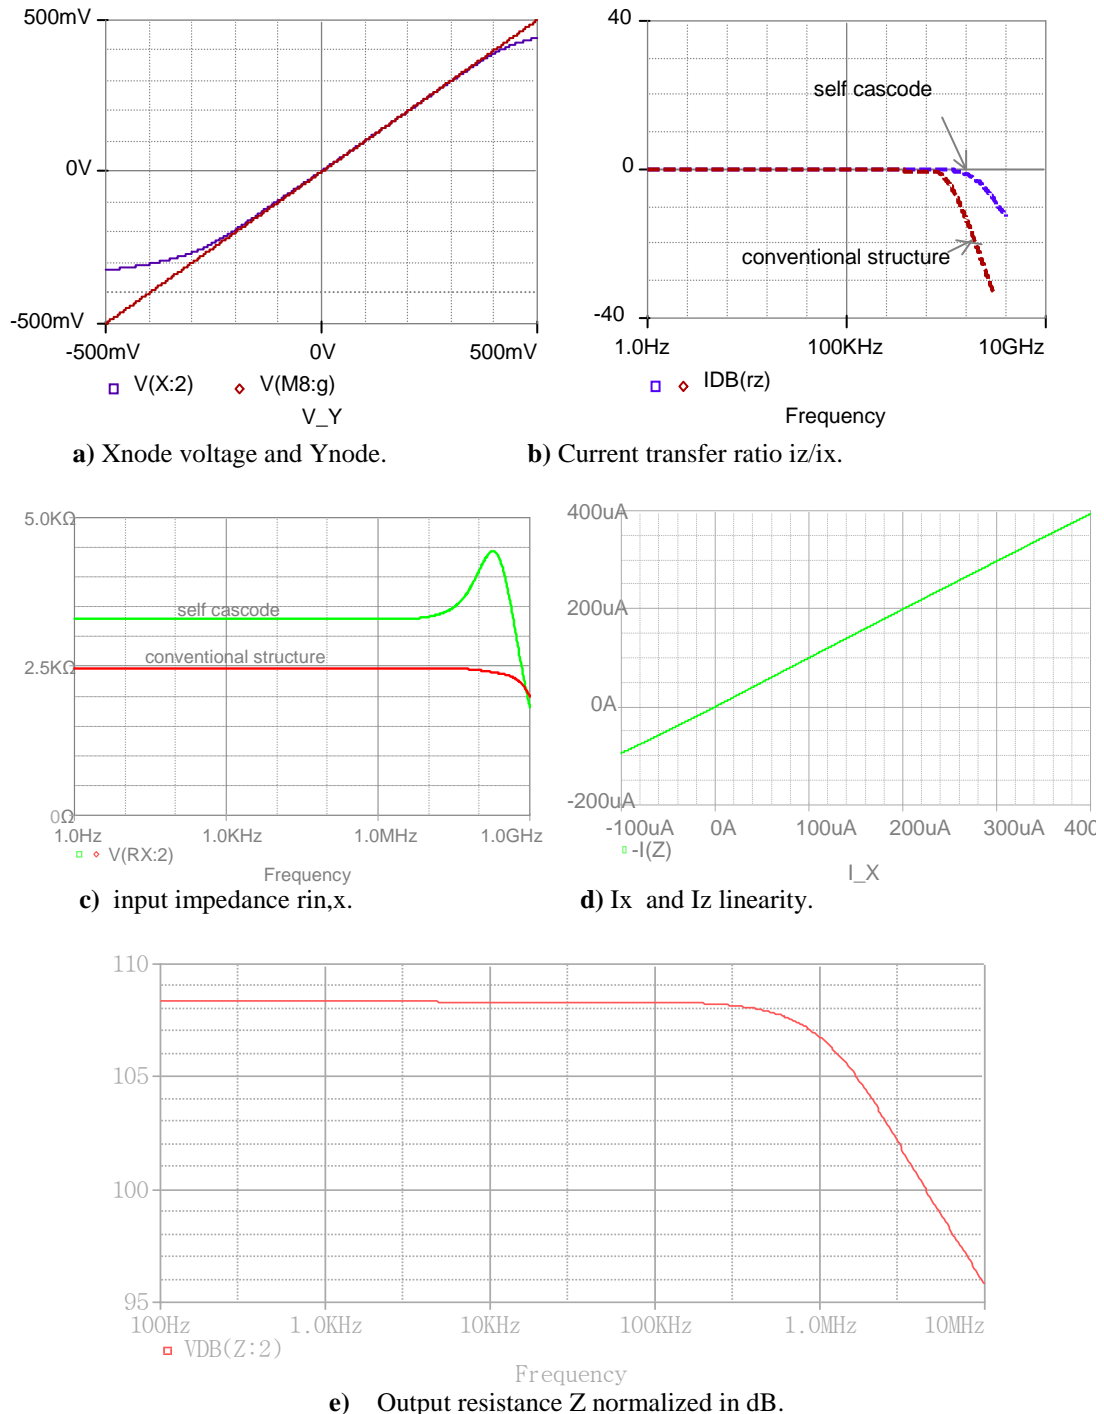 500mV
0V
-500mV
-500mV 0V 500mV
V(X:2) V(M8:g)
V_Y
a) Xnode voltage and Ynode.
40
self cascode
0
conventional structure
-40
1.0Hz 100KHz 10GHz
IDB(rz)
Frequency
b) Current transfer ratio iz/ix.
5.0KΩ
self cascode
conventional structure
2.5KΩ
0Ω
1.0Hz 1.0KHz 1.0MHz 1.0GHz
V(RX:2)
Frequency
c) input impedance rin,x.
400uA
200uA
0A
-200uA
-100uA 0A 100uA 200uA 300uA 400
-I(Z)
I_X
d) Ix and Iz linearity.
110
105
100
95
100Hz 1.0KHz 10KHz 100KHz 1.0MHz 10MHz
VDB(Z:2)
Frequency
e) Output resistance Z normalized in dB.